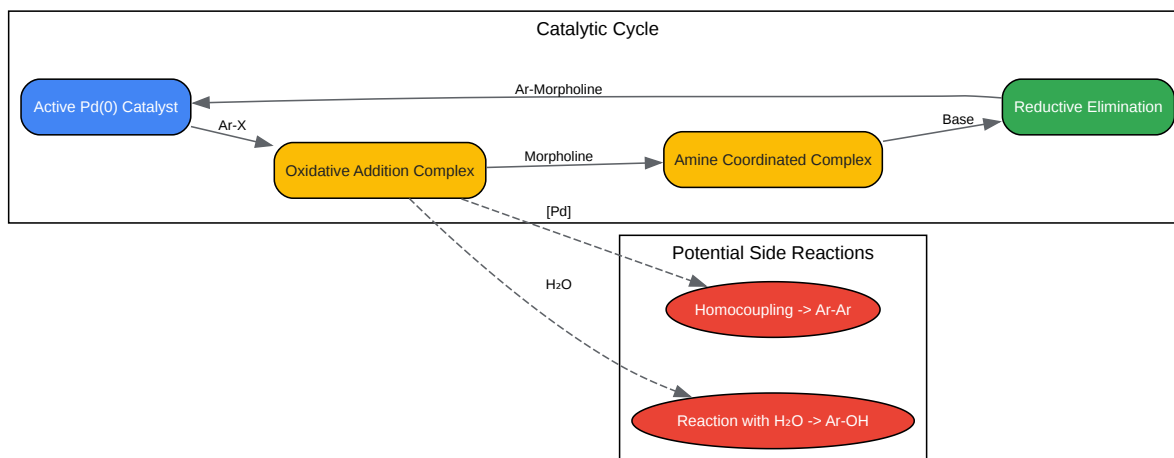 Catalytic Cycle
Active Pd(0) Catalyst
Ar-Morpholine
Reductive Elimination
Ar-X
Base
Oxidative Addition Complex
Morpholine
Amine Coordinated Complex
[Pd]
H₂O
Potential Side Reactions
Homocoupling -> Ar-Ar
Reaction with H₂O -> Ar-OH